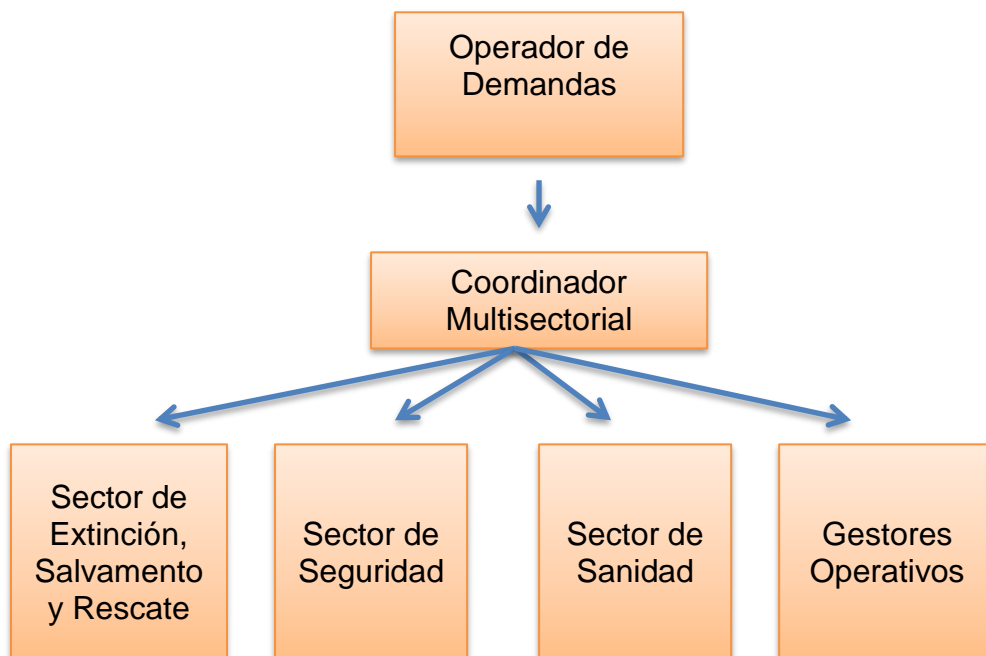 Operador de
Demandas
Coordinador
Multisectorial
Sector de
Extinción,
Salvamento
y Rescate
Sector de
Seguridad
Sector de
Sanidad
Gestores
Operativos